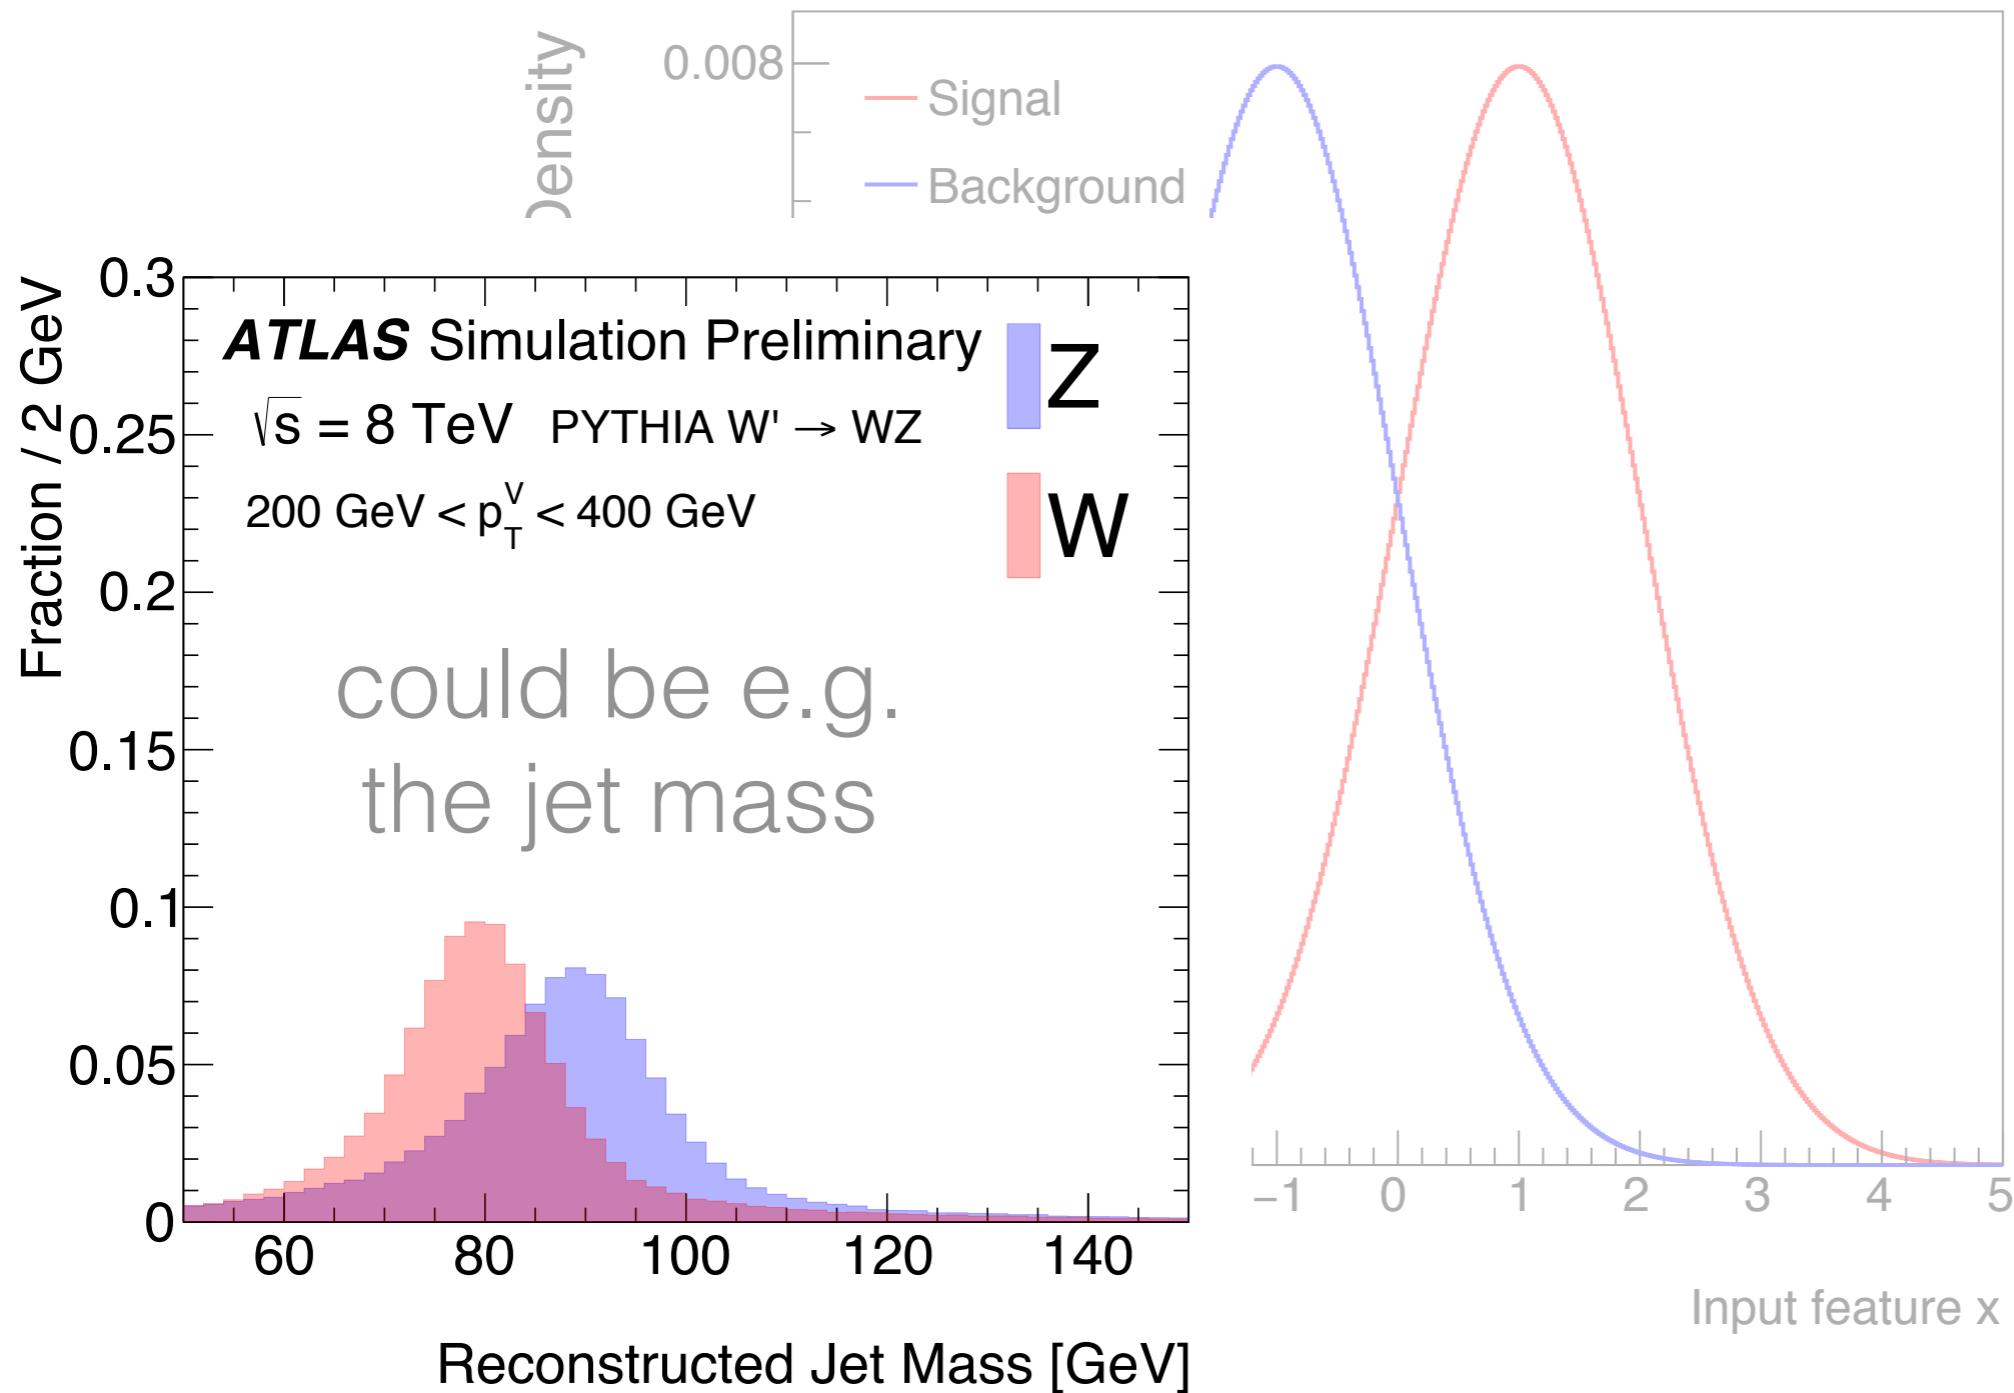 Density
0.008
Signal
Background
−1 0 1 2 3 4 5
Input feature x
Fraction / 2 GeV
0.3
0.25
0.2
0.15
0.1
0.05
0
ATLAS Simulation Preliminary
√s = 8 TeV PYTHIA W' → WZ
200 GeV < p_T^V < 400 GeV
Z
W
could be e.g.
the jet mass
60 80 100 120 140
Reconstructed Jet Mass [GeV]